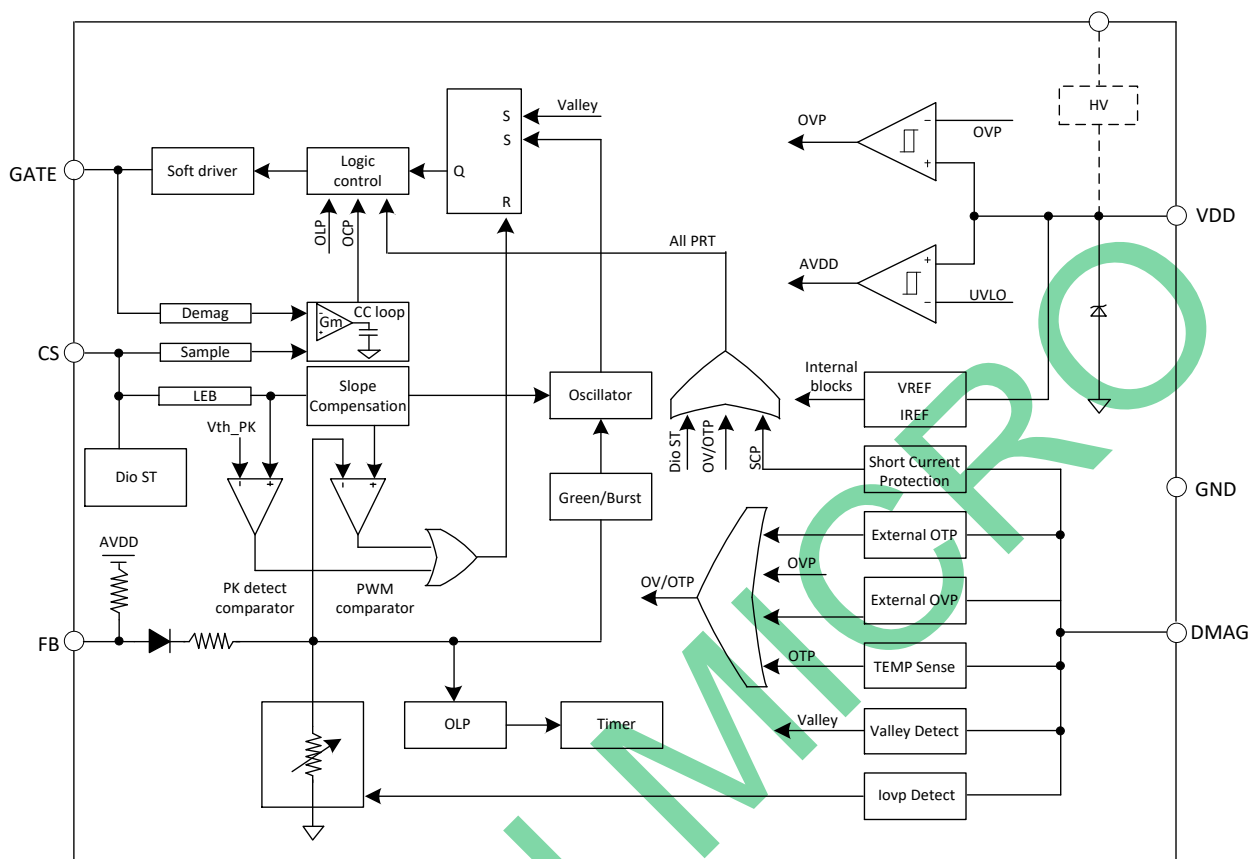 HV
Valley
S
S
Q
R
OVP
OVP
−
+
GATE
Soft driver
Logic control
OLP
OCP
All PRT
VDD
AVDD
+
−
UVLO
Demag
Gm
−
+
CC loop
CS
Sample
LEB
Slope
Compensation
Oscillator
Internal
blocks
VREF
IREF
Vth_PK
Dio ST
Dio ST
OV/OTP
SCP
Short Current
Protection
GND
-
+
-
+
Green/Burst
AVDD
External OTP
PK detect
comparator
PWM
comparator
OV/OTP
OVP
External OVP
FB
DMAG
OTP
TEMP Sense
OLP
Timer
Valley
Valley Detect
Iovp Detect
MICRO